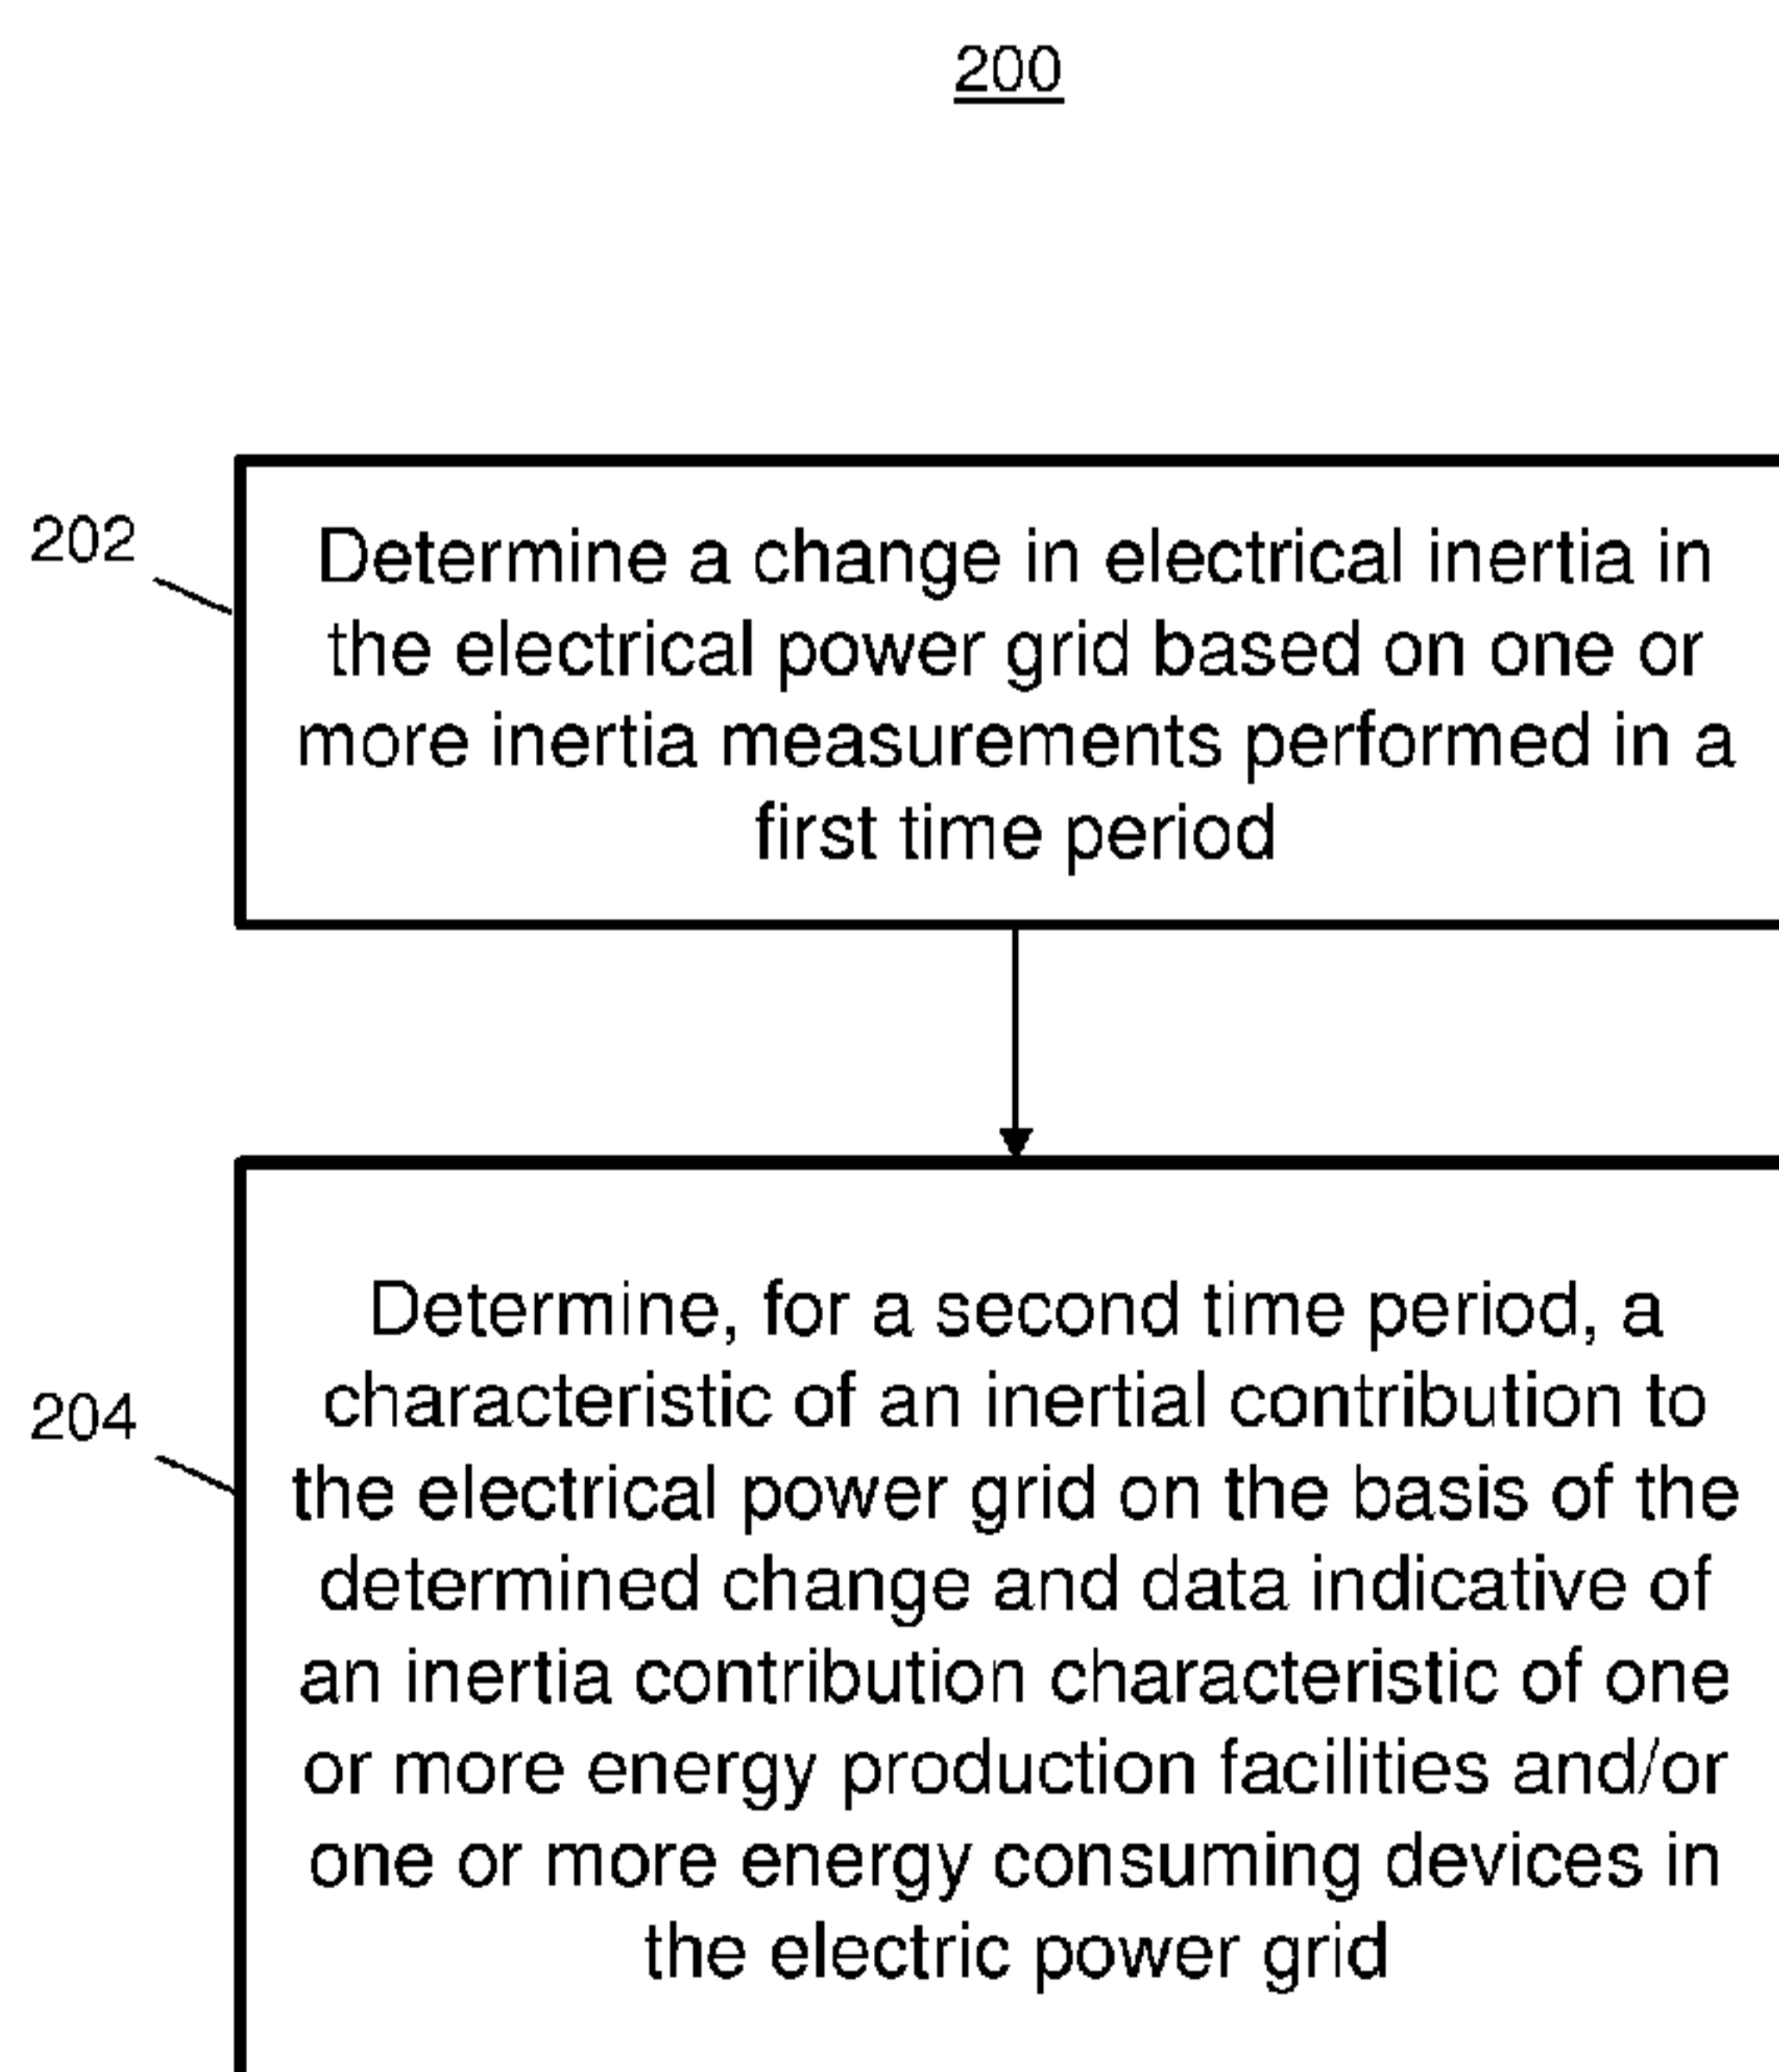 200
202
Determine a change in electrical inertia in
the electrical power grid based on one or
more inertia measurements performed in a
first time period
204
Determine, for a second time period, a
characteristic of an inertial contribution to
the electrical power grid on the basis of the
determined change and data indicative of
an inertia contribution characteristic of one
or more energy production facilities and/or
one or more energy consuming devices in
the electric power grid